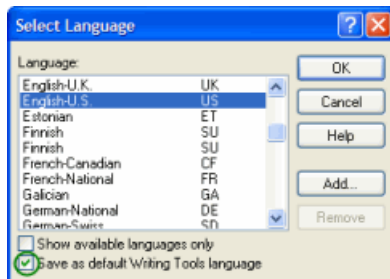 Select Language
Language:
English-U.K. UK
English-U.S. US
Estonian ET
Finnish SU
Finnish SU
French-Canadian CF
French-National FR
Galician GA
German-National DE
German-Swiss SD
OK
Cancel
Help
Add...
Remove
Show available languages only
Save as default Writing Tools language